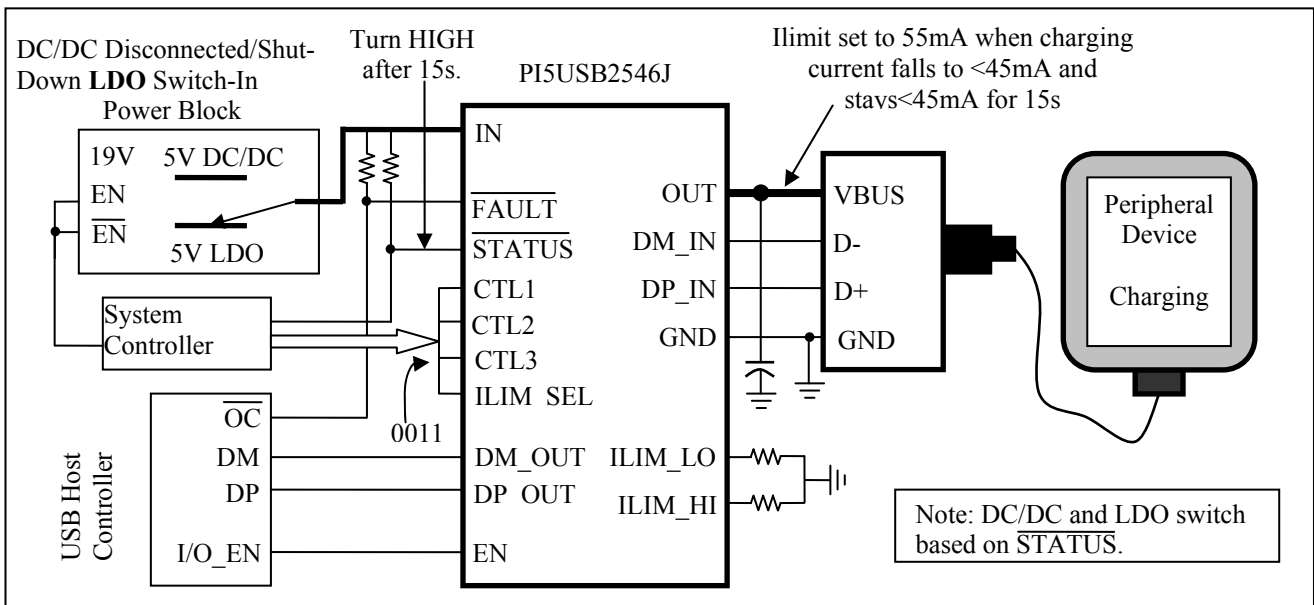 DC/DC Disconnected/Shut-
Down LDO Switch-In
Power Block
19V
5V DC/DC
EN
EN
5V LDO
Turn HIGH
after 15s.
System
Controller
USB Host
Controller
OC
DM
DP
I/O_EN
0011
PI5USB2546J
IN
FAULT
STATUS
CTL1
CTL2
CTL3
ILIM SEL
DM_OUT
DP OUT
EN
OUT
DM_IN
DP_IN
GND
ILIM_LO
ILIM_HI
Ilimit set to 55mA when charging
current falls to <45mA and
stavs<45mA for 15s
VBUS
D-
D+
GND
Peripheral
Device
Charging
Note: DC/DC and LDO switch
based on STATUS.